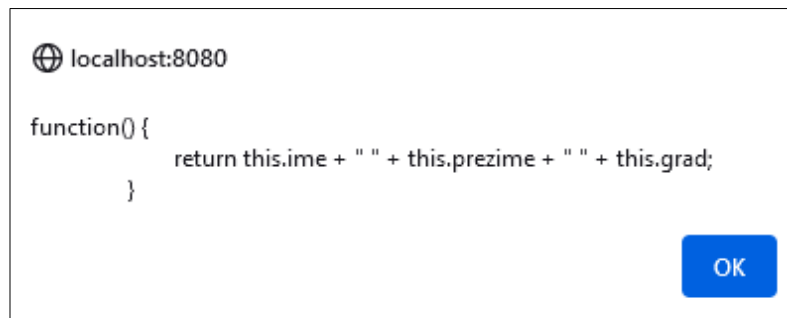 localhost:8080
function() {
return this.ime + " " + this.prezime + " " + this.grad;
}
OK